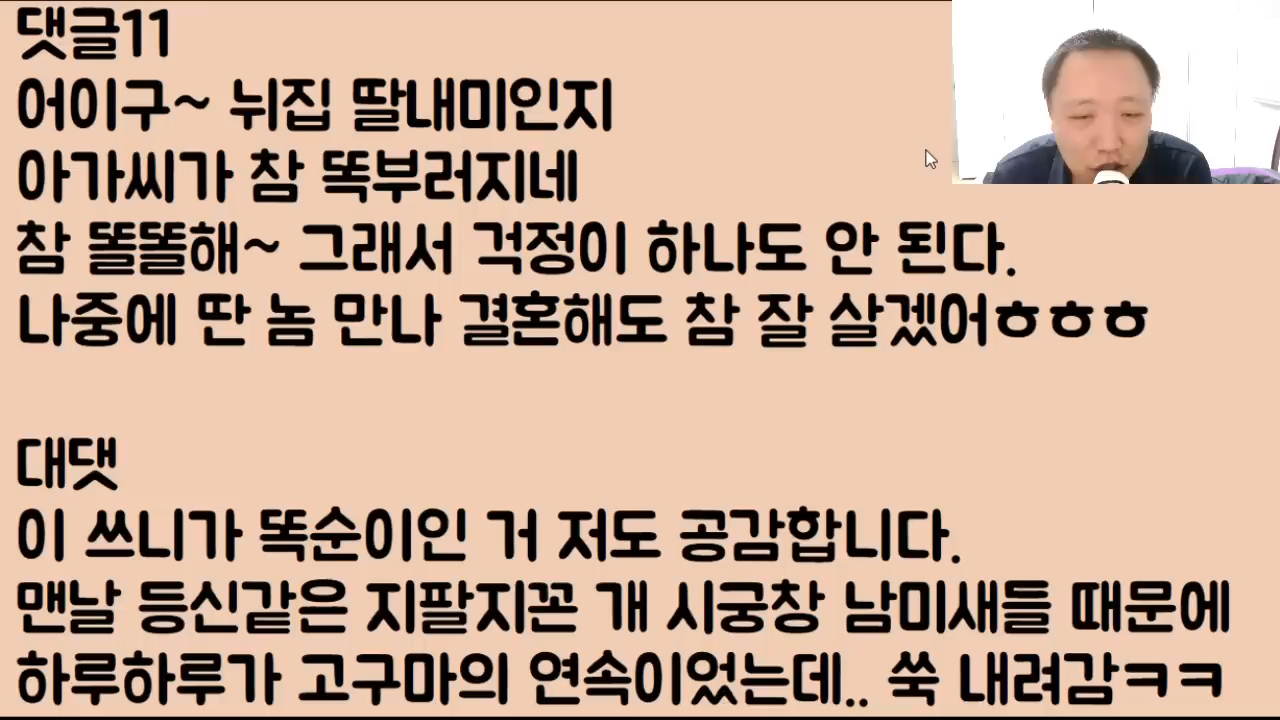 댓글11
어이구~ 뉘집 딸내미인지
아가씨가 참 똑부러지네
참 똘똘해~ 그래서 걱정이 하나도 안 된다.
나중에 딴 놈 만나 결혼해도 참 잘 살겠어ㅎㅎㅎ
대댓
이 쓰니가 똑순이인 거 저도 공감합니다.
맨날 등신같은 지팔지꼰 개 시궁창 남미새들 때문에
하루하루가 고구마의 연속이었는데.. 쑥 내려감ㅋㅋ